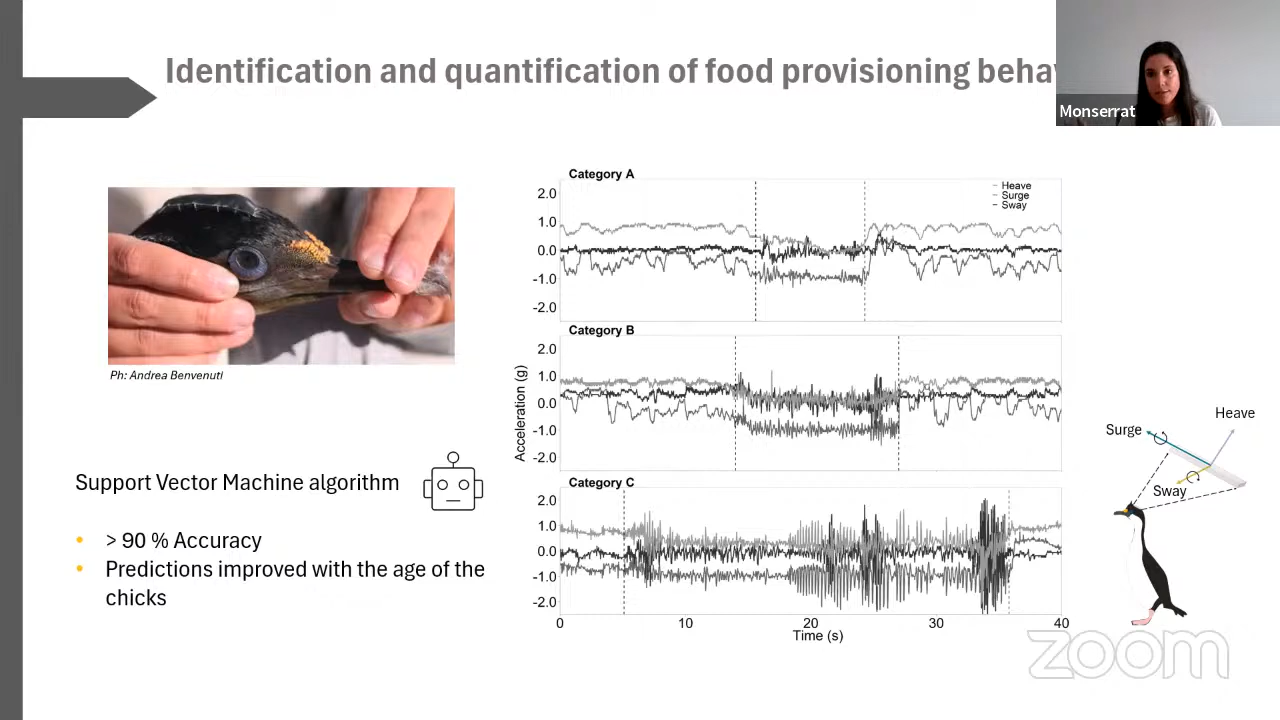 Identification and quantification of food provisioning beha
Monserrat
Ph: Andrea Benvenuti
Support Vector Machine algorithm
• > 90 % Accuracy
• Predictions improved with the age of the
chicks
Category A
Heave
Surge
Sway
2.0
1.0
0.0
-1.0
-2.0
Category B
2.0
1.0
0.0
-1.0
-2.0
Acceleration (g)
Category C
2.0
1.0
0.0
-1.0
-2.0
0 10 20 30 40
Time (s)
Heave
Surge
Sway
zoom